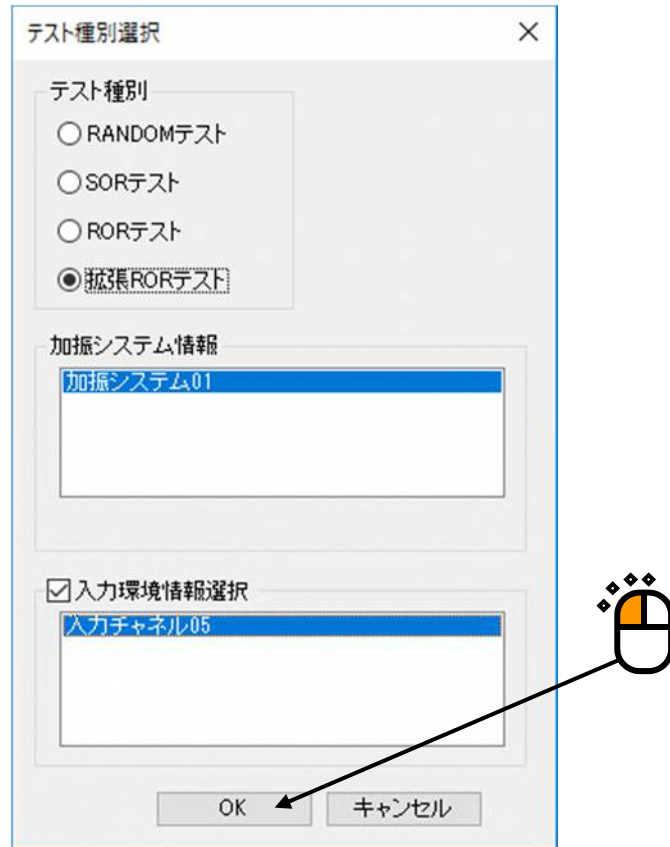 テスト種別選択
テスト種別
RANDOMテスト
SORテスト
RORテスト
拡張RORテスト
加振システム情報
加振システム01
入力環境情報選択
入力チャネル05
OK
キャンセル